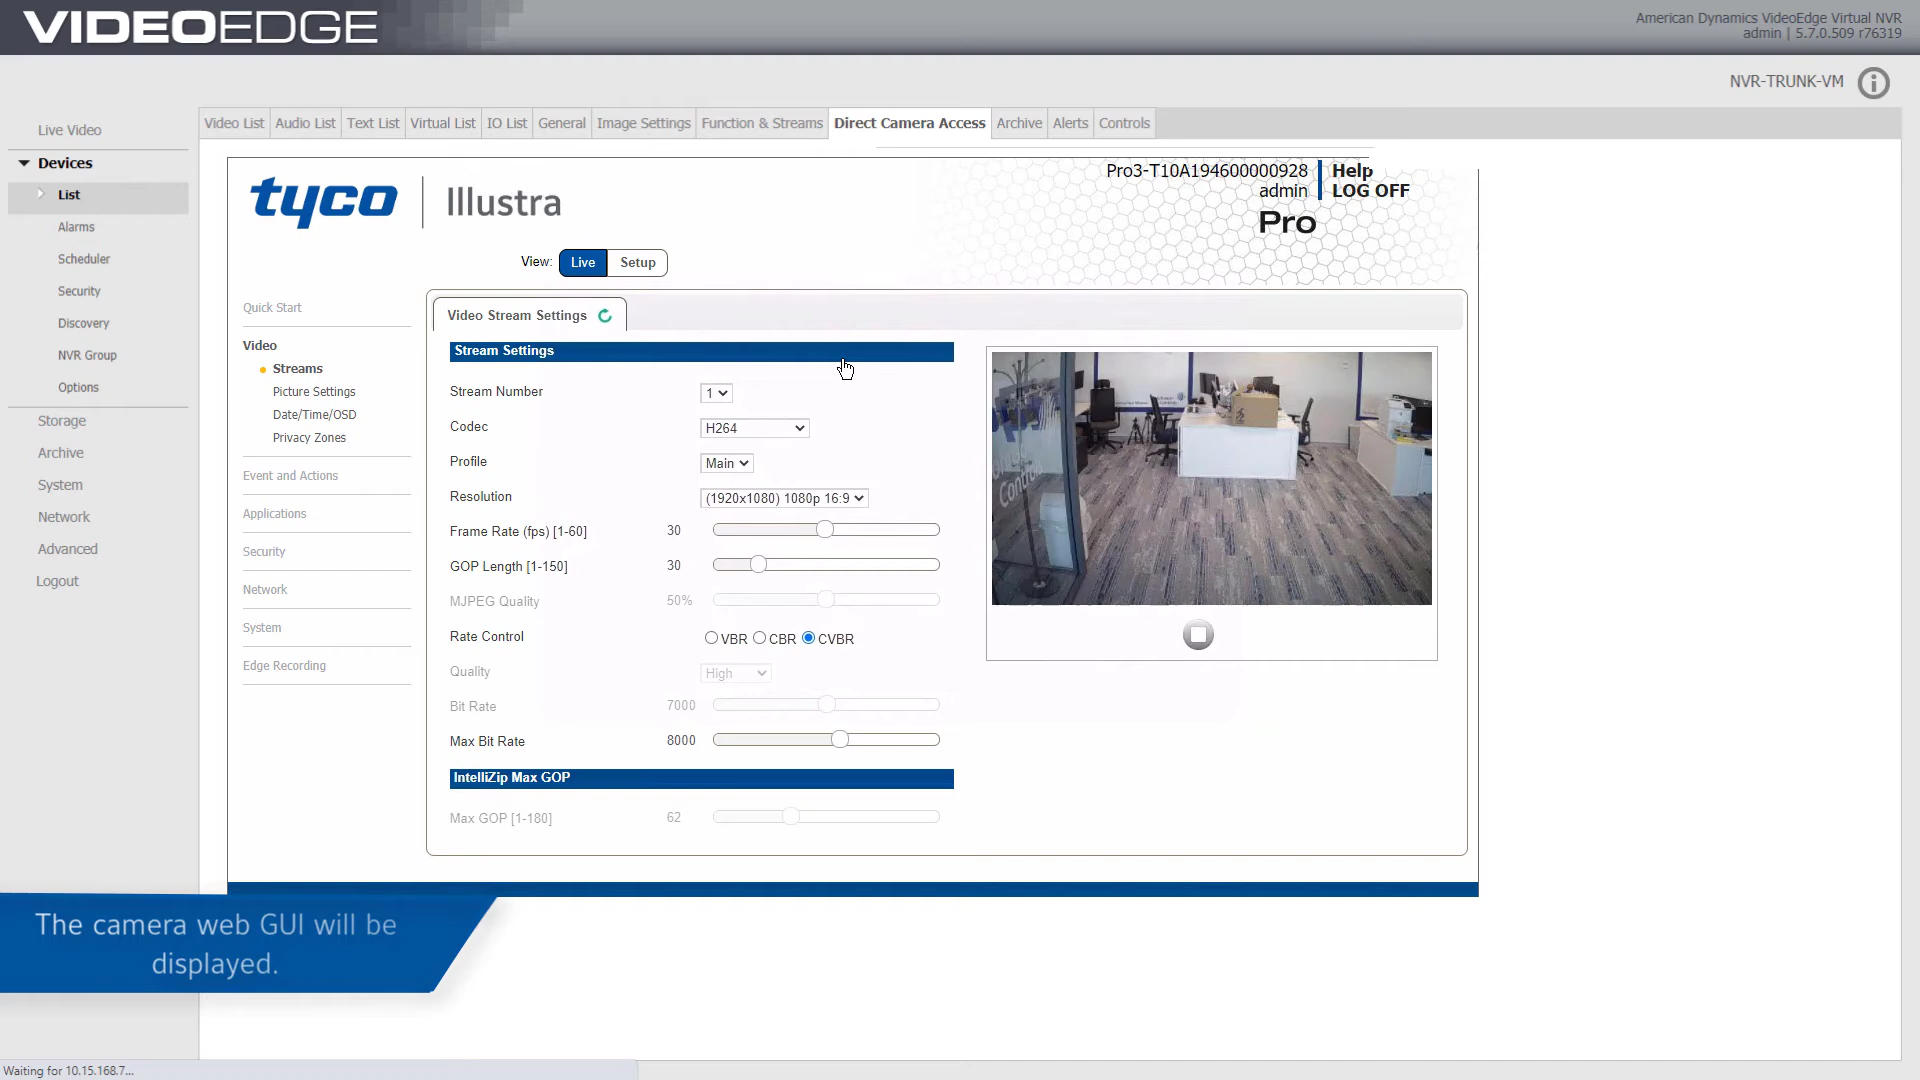 VIDEOEDGE
American Dynamics VideoEdge Virtual NVR
admin | 5.7.0.509 r76319
NVR-TRUNK-VM
Live Video
Devices
List
Alarms
Scheduler
Security
Discovery
NVR Group
Options
Storage
Archive
System
Network
Advanced
Logout
Video List
Audio List
Text List
Virtual List
IO List
General
Image Settings
Function & Streams
Direct Camera Access
Archive
Alerts
Controls
tyco
Illustra
Pro3-T10A194600000928
admin
Help
LOG OFF
Pro
View:
Live
Setup
Quick Start
Video
Streams
Picture Settings
Date/Time/OSD
Privacy Zones
Event and Actions
Applications
Security
Network
System
Edge Recording
Video Stream Settings
Stream Settings
Stream Number 1
Codec H264
Profile Main
Resolution (1920x1080) 1080p 16:9
Frame Rate (fps) [1-60] 30
GOP Length [1-150] 30
MJPEG Quality 50%
Rate Control VBR CBR CVBR
Quality High
Bit Rate 7000
Max Bit Rate 8000
IntelliZip Max GOP
Max GOP [1-180] 62
The camera web GUI will be
displayed.
Waiting for 10.15.168.7...